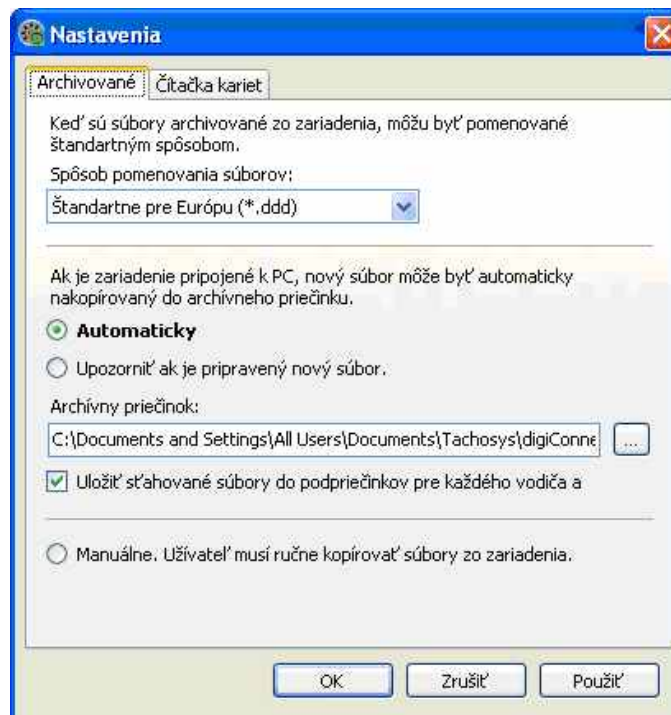 Nastavenia
Archivované
Čítačka kariet
Keď sú súbory archivované zo zariadenia, môžu byť pomenované
štandartným spôsobom.
Spôsob pomenovania súborov:
Štandartne pre Európu (*.ddd)
Ak je zariadenie pripojené k PC, nový súbor môže byť automaticky
nakopírovaný do archívneho priečinku.
Automaticky
Upozorniť ak je pripravený nový súbor.
Archívny priečinok:
C:\Documents and Settings\All Users\Documents\Tachosys\digiConne
...
Uložiť sťahované súbory do podpriečinkov pre každého vodiča a
Manuálne. Užívateľ musí ručne kopírovať súbory zo zariadenia.
OK
Zrušiť
Použiť